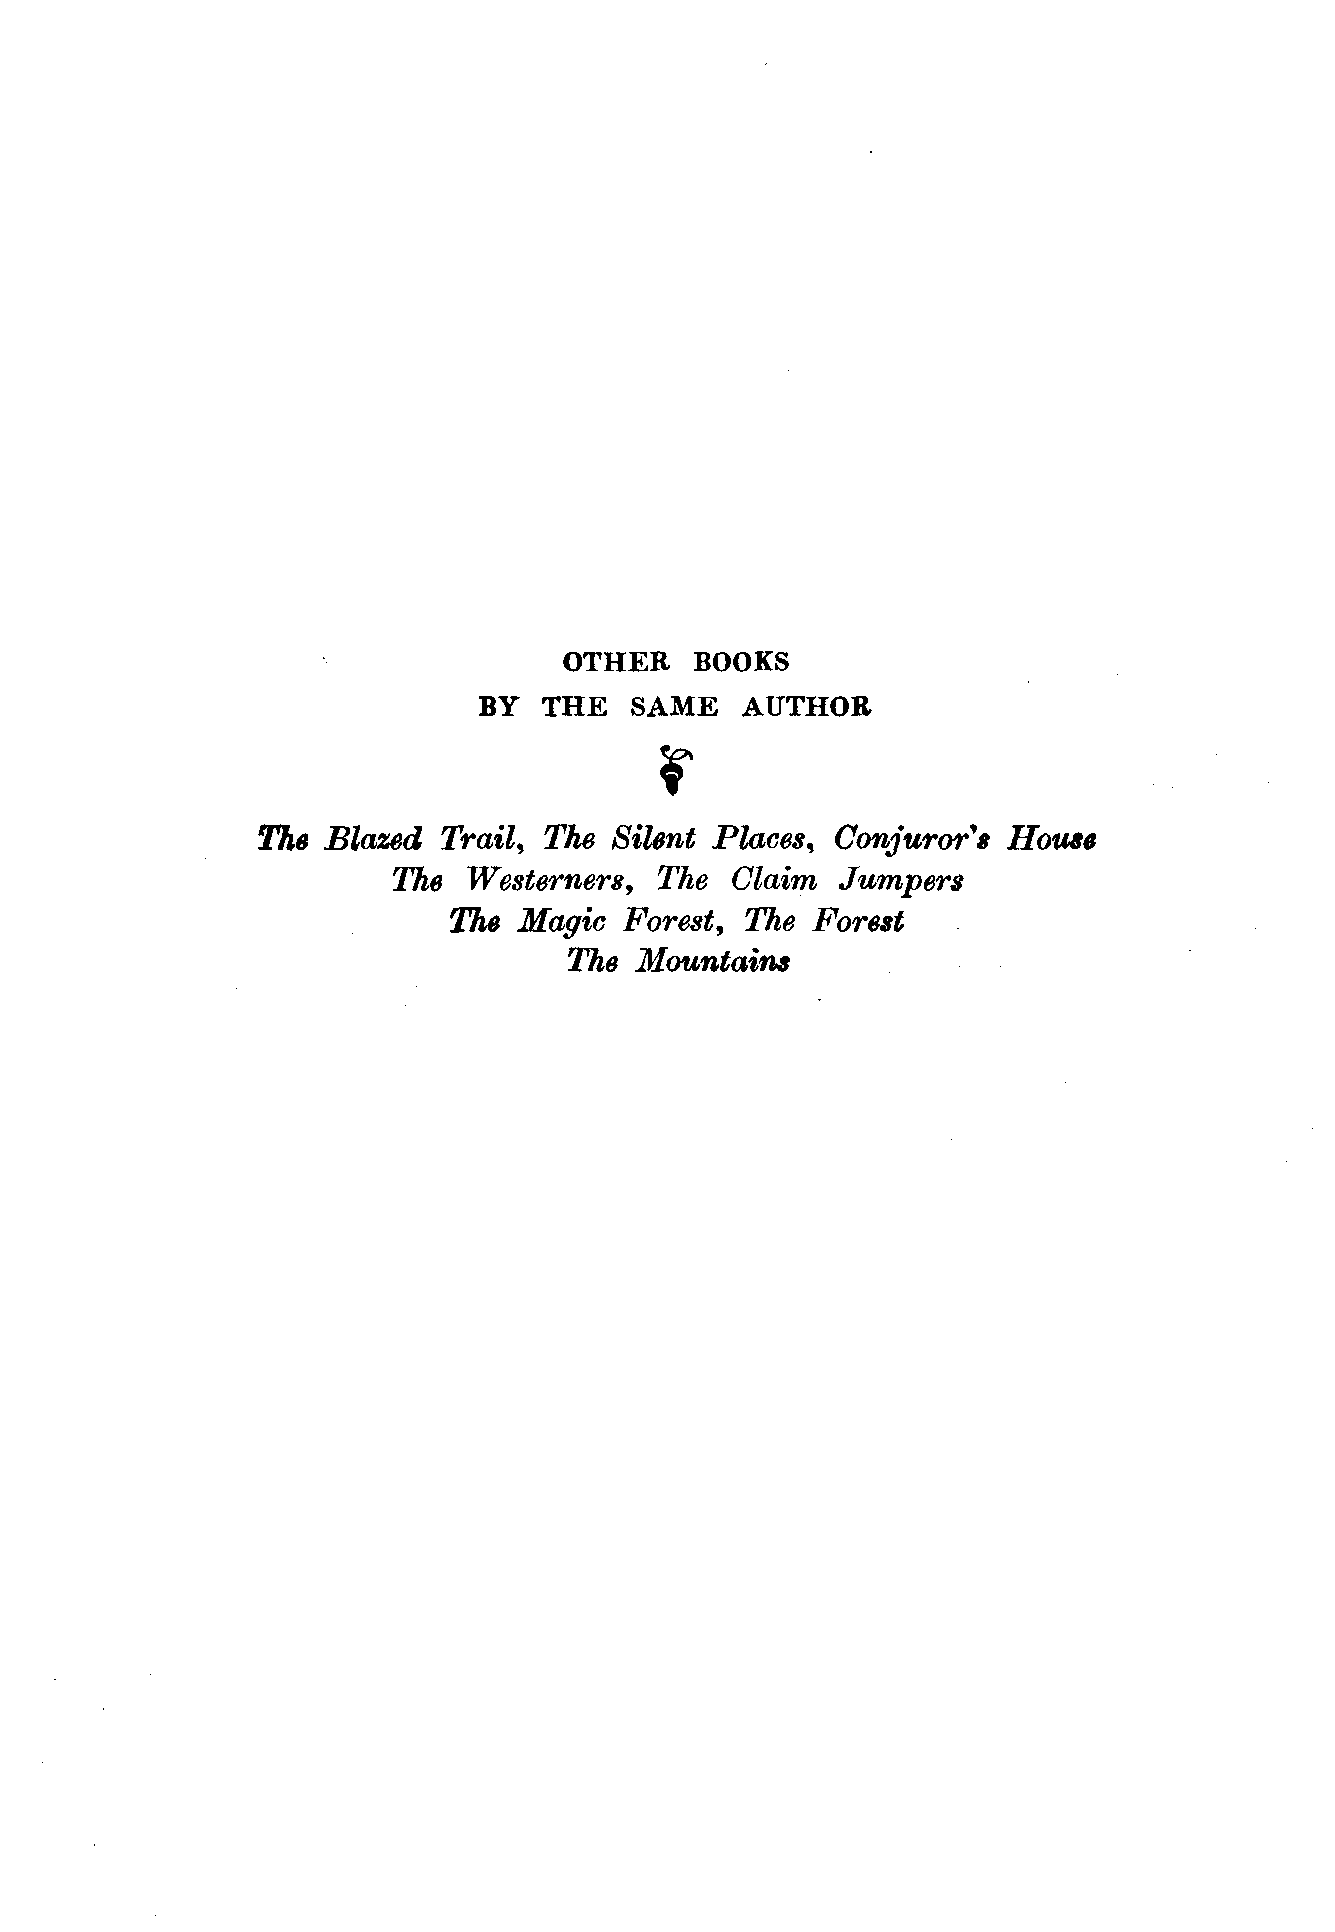 OTHER BOOKS
BY THE SAME AUTHOR
The Blazed Trail, The Silent Places, Conjuror's House
The Westerners, The Claim Jumpers
The Magic Forest, The Forest
The Mountains